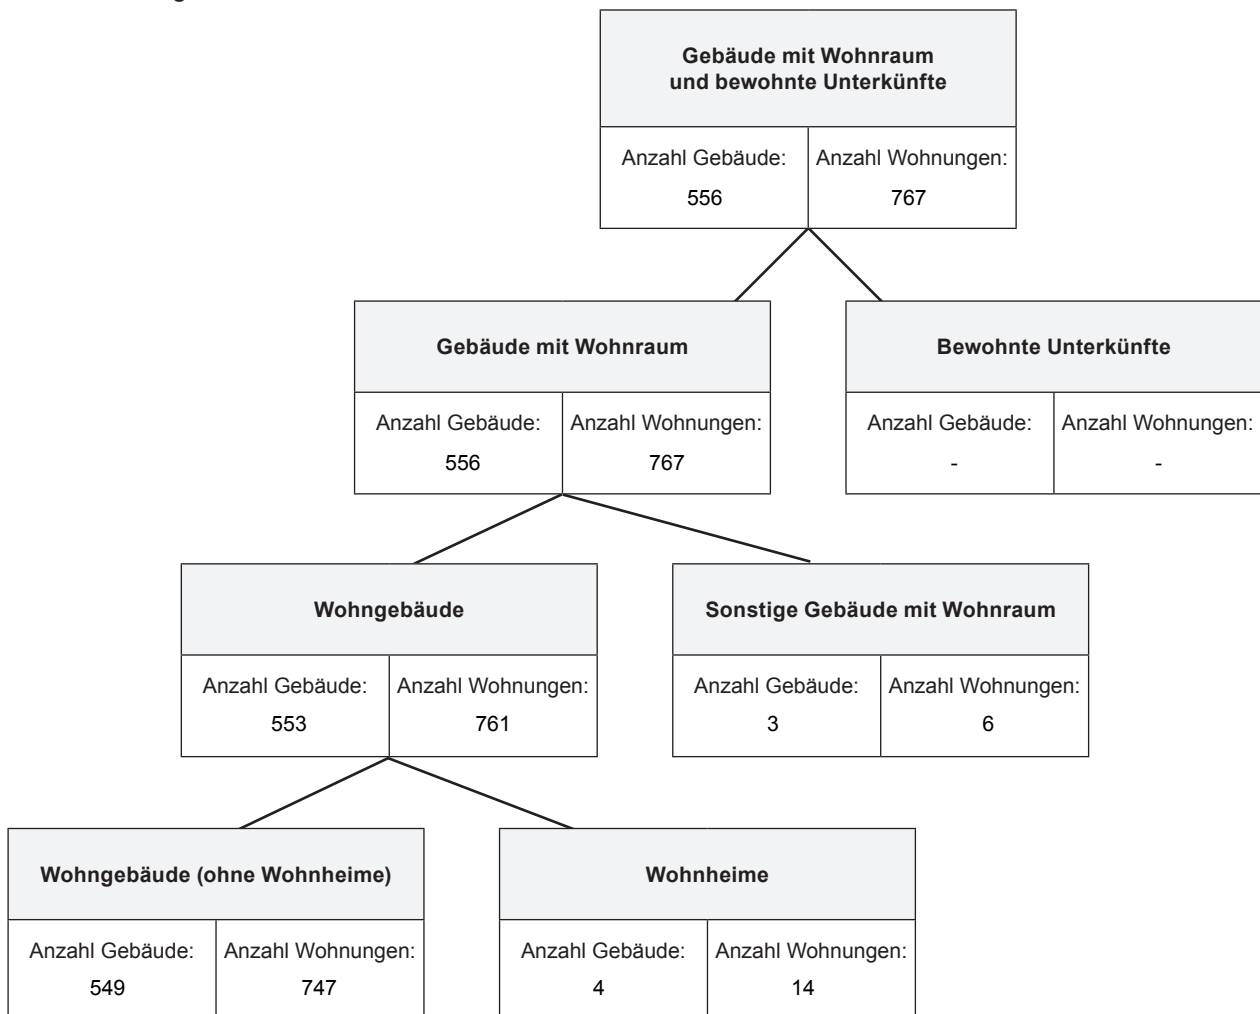 Gebäude mit Wohnraum
und bewohnte Unterkünfte
Anzahl Gebäude: Anzahl Wohnungen:
556 767
Gebäude mit Wohnraum Bewohnte Unterkünfte
Anzahl Gebäude: Anzahl Wohnungen: Anzahl Gebäude: Anzahl Wohnungen:
556 767 - -
Wohngebäude Sonstige Gebäude mit Wohnraum
Anzahl Gebäude: Anzahl Wohnungen: Anzahl Gebäude: Anzahl Wohnungen:
553 761 3 6
Wohngebäude (ohne Wohnheime) Wohnheime
Anzahl Gebäude: Anzahl Wohnungen: Anzahl Gebäude: Anzahl Wohnungen:
549 747 4 14